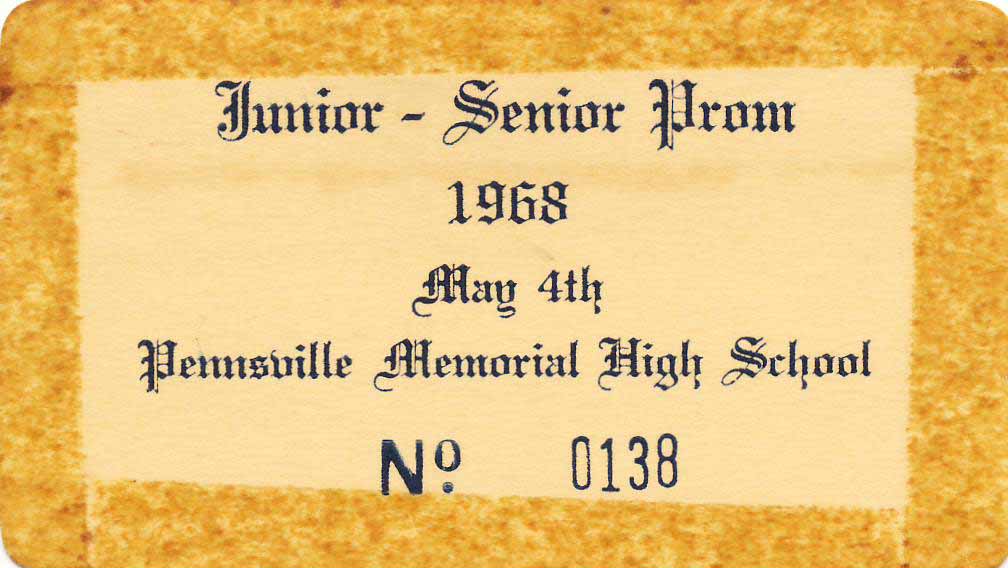 Junior - Senior Prom
1968
May 4th
Pennsville Memorial High School
Nº 0138